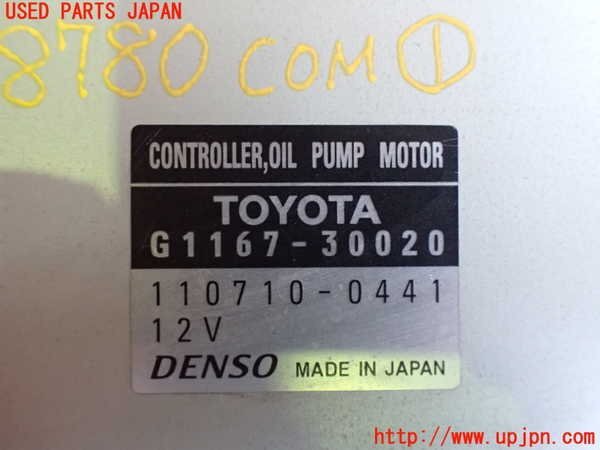 USED PARTS JAPAN
8780 COM ①
CONTROLLER,OIL PUMP MOTOR
TOYOTA
G1167-30020
110710-0441
12V
DENSO MADE IN JAPAN
http://www.upjpn.com/